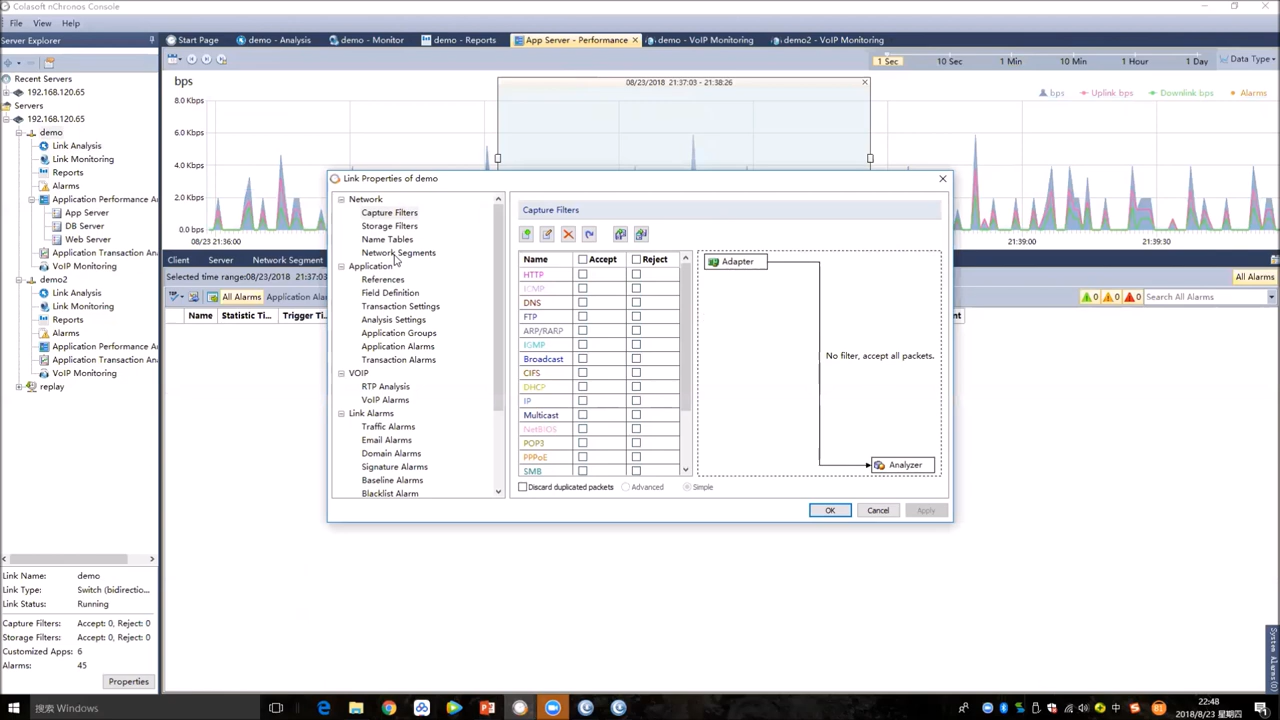 Colasoft nChronos Console
File View Help
Server Explorer
Start Page demo - Analysis demo - Monitor demo - Reports App Server - Performance demo - VoIP Monitoring demo2 - VoIP Monitoring
1 Sec 10 Sec 1 Min 10 Min 1 Hour 1 Day Data Type
Recent Servers
192.168.120.65
Servers
192.168.120.65
demo
Link Analysis
Link Monitoring
Reports
Alarms
Application Performance A
App Server
DB Server
Web Server
Application Transaction An
VoIP Monitoring
demo2
Link Analysis
Link Monitoring
Reports
Alarms
Application Performance A
Application Transaction An
VoIP Monitoring
replay
Link Name: demo
Link Type: Switch (bidirectio...
Link Status: Running
Capture Filters: Accept: 0, Reject: 0
Storage Filters: Accept: 0, Reject: 0
Customized Apps: 6
Alarms: 45
Properties
bps
08/23/2018 21:37:03 - 21:38:26
bps Uplink bps Downlink bps Alarms
8.0 Kbps
6.0 Kbps
4.0 Kbps
2.0 Kbps
0.0 bps
08/23 21:36:00
21:39:00 21:39:30
Client Server Network Segment
Selected time range:08/23/2018 21:37:03
All Alarms
All Alarms Application Alar
0 0 0 Search All Alarms
Name Statistic Ti... Trigger Ti...
Link Properties of demo
Network
Capture Filters
Storage Filters
Name Tables
Network Segments
Application
References
Field Definition
Transaction Settings
Analysis Settings
Application Groups
Application Alarms
Transaction Alarms
VOIP
RTP Analysis
VoIP Alarms
Link Alarms
Traffic Alarms
Email Alarms
Domain Alarms
Signature Alarms
Baseline Alarms
Blacklist Alarm
Capture Filters
Name Accept Reject
HTTP
ICMP
DNS
FTP
ARP/RARP
IGMP
Broadcast
CIFS
DHCP
IP
Multicast
NetBIOS
POP3
PPPoE
SMB
Adapter
No filter, accept all packets.
Analyzer
Discard duplicated packets Advanced Simple
OK Cancel Apply
搜索 Windows
中
22:48
2018/8/23 星期四